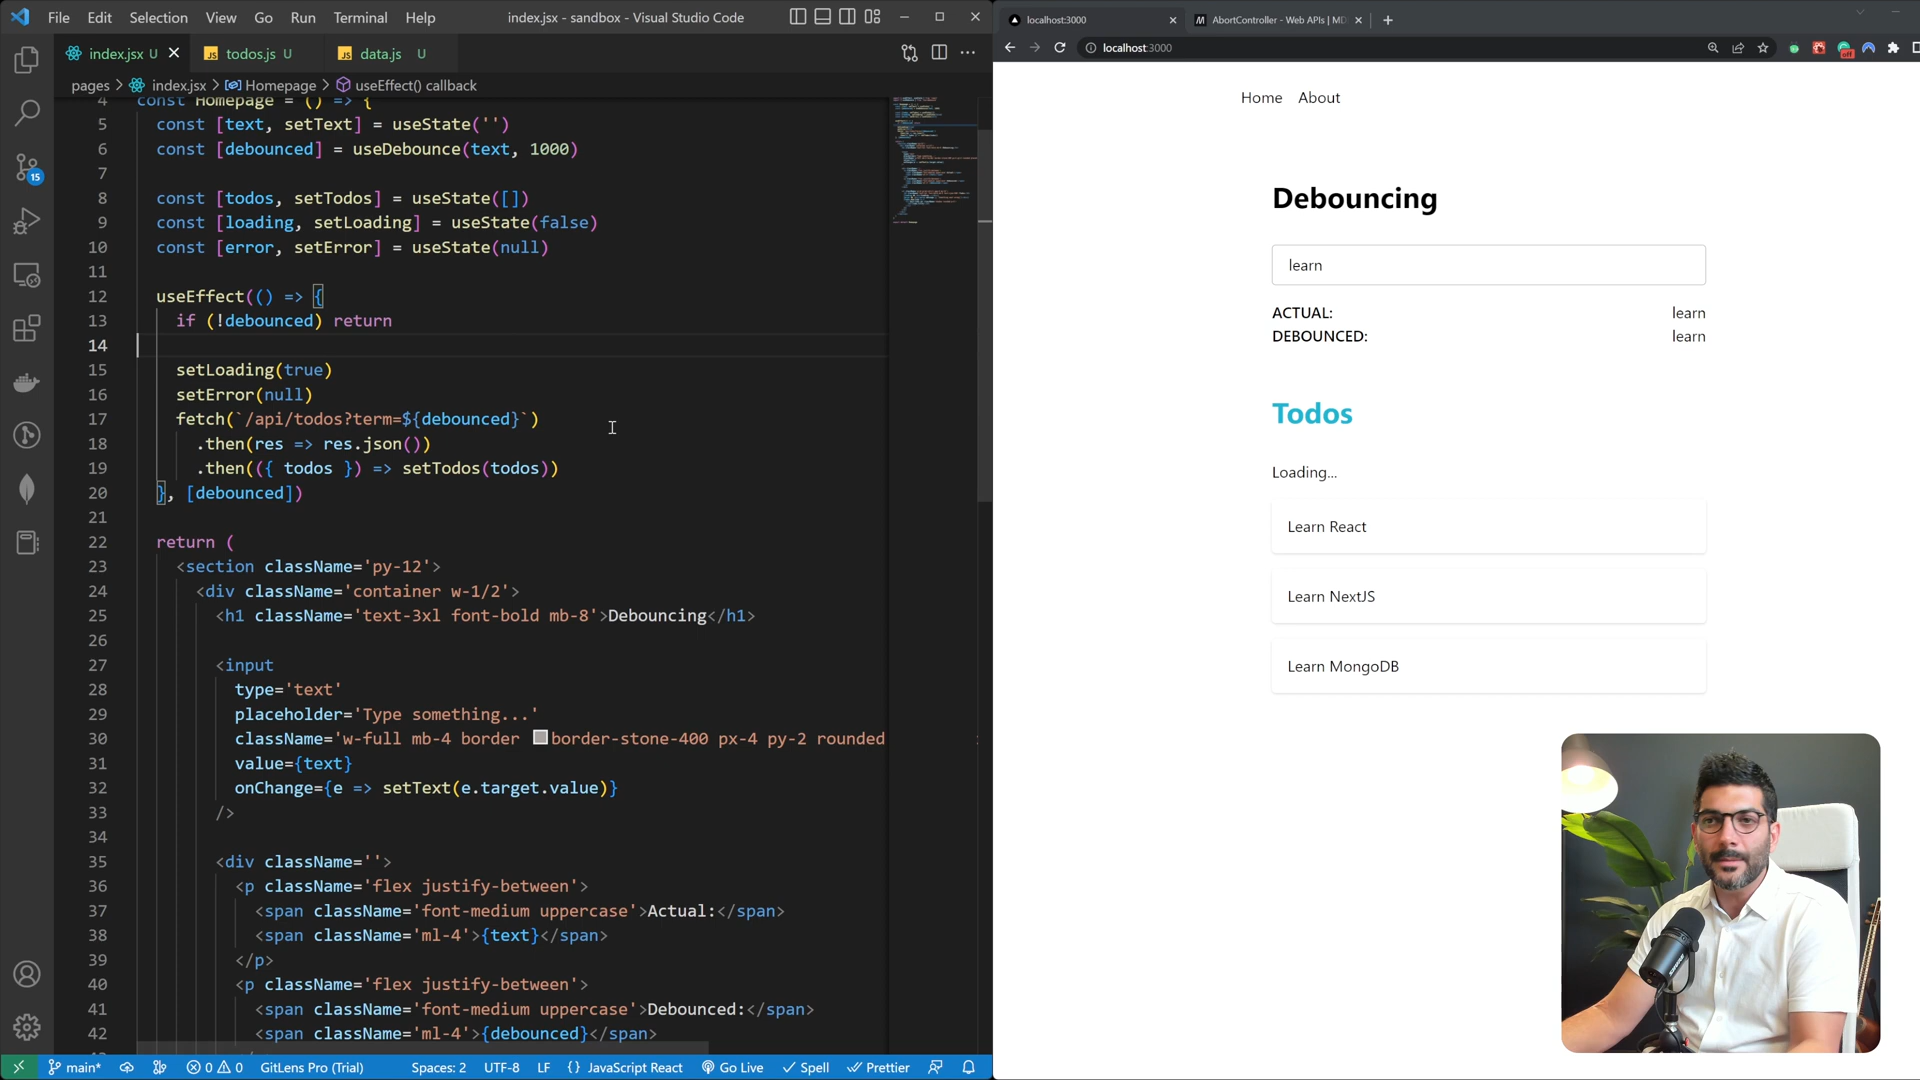 File Edit Selection View Go Run Terminal Help
index.jsx - sandbox - Visual Studio Code
index.jsx U
todos.js U
data.js U
pages > index.jsx > Homepage > useEffect() callback
4 const Homepage = () => {
5 const [text, setText] = useState('')
6 const [debounced] = useDebounce(text, 1000)
7
8 const [todos, setTodos] = useState([])
9 const [loading, setLoading] = useState(false)
10 const [error, setError] = useState(null)
11
12 useEffect(() => {
13 if (!debounced) return
14
15 setLoading(true)
16 setError(null)
17 fetch(`/api/todos?term=${debounced}`)
18 .then(res => res.json())
19 .then(({ todos }) => setTodos(todos))
20 }, [debounced])
21
22 return (
23 <section className='py-12'>
24 <div className='container w-1/2'>
25 <h1 className='text-3xl font-bold mb-8'>Debouncing</h1>
26
27 <input
28 type='text'
29 placeholder='Type something...'
30 className='w-full mb-4 border border-stone-400 px-4 py-2 rounded
31 value={text}
32 onChange={e => setText(e.target.value)}
33 />
34
35 <div className=''>
36 <p className='flex justify-between'>
37 <span className='font-medium uppercase'>Actual:</span>
38 <span className='ml-4'>{text}</span>
39 </p>
40 <p className='flex justify-between'>
41 <span className='font-medium uppercase'>Debounced:</span>
42 <span className='ml-4'>{debounced}</span>
15
main*
0 0
GitLens Pro (Trial)
Spaces: 2
UTF-8
LF
{} JavaScript React
Go Live
Spell
Prettier
localhost:3000
AbortController - Web APIs | MD
localhost:3000
off
Home About
Debouncing
learn
ACTUAL: learn
DEBOUNCED: learn
Todos
Loading...
Learn React
Learn NextJS
Learn MongoDB